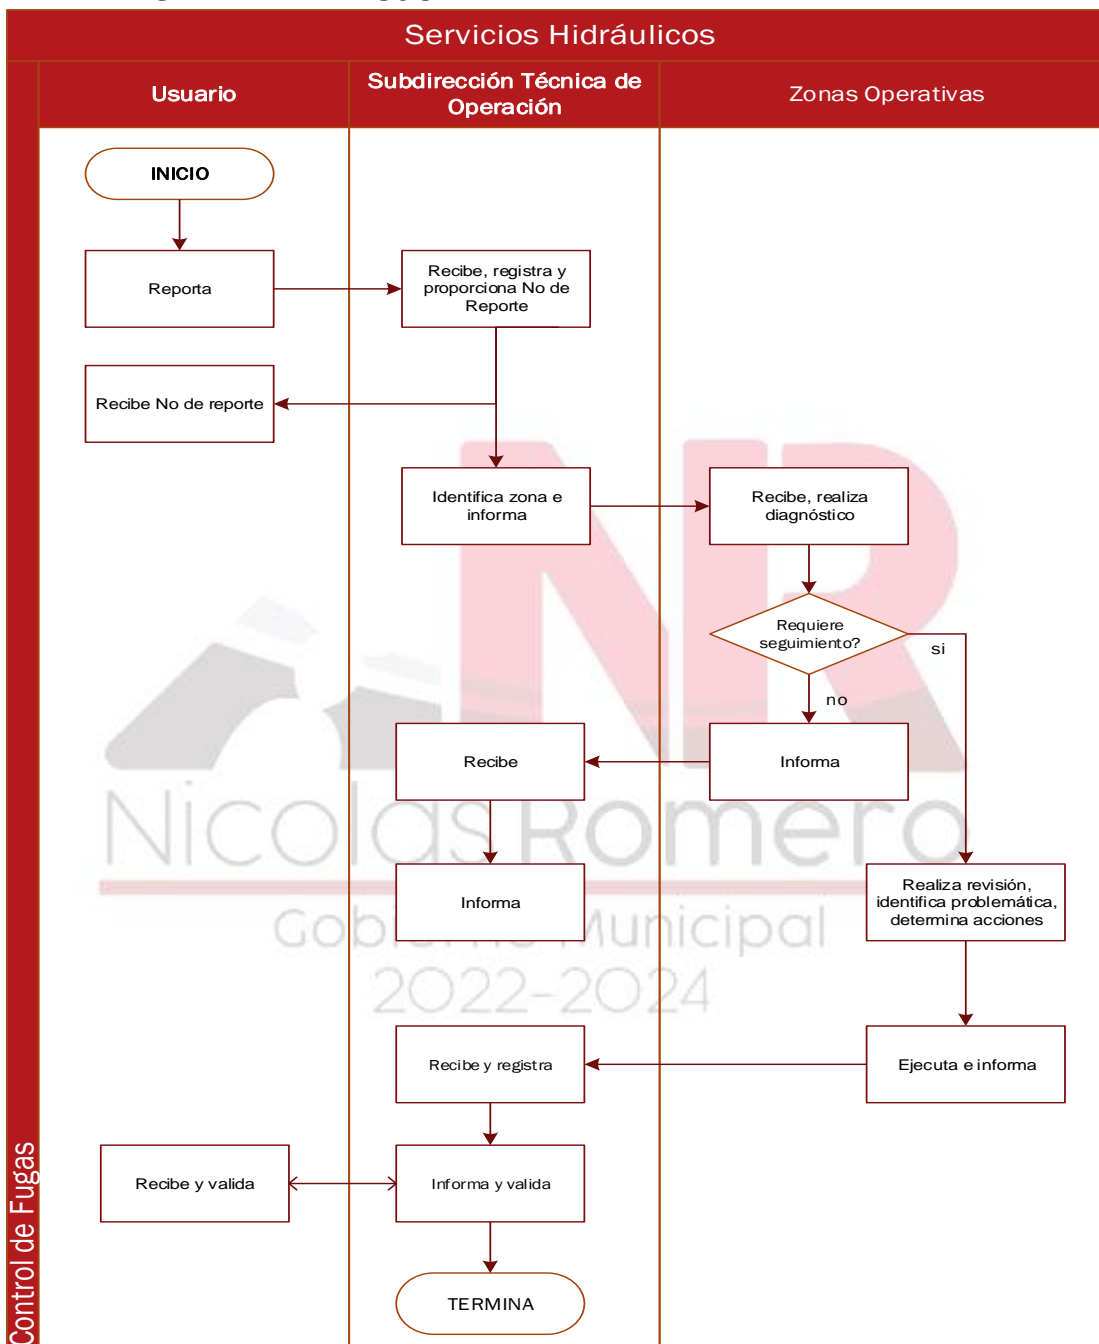 Servicios Hidráulicos
Usuario
Subdirección Técnica de
Operación
Zonas Operativas
INICIO
Reporta
Recibe, registra y
proporciona No de
Reporte
Recibe No de reporte
Identifica zona e
informa
Recibe, realiza
diagnóstico
Requiere
seguimiento?
si
no
Recibe
Informa
Informa
Realiza revisión,
identifica problemática,
determina acciones
Recibe y registra
Ejecuta e informa
Recibe y valida
Informa y valida
TERMINA
Control de Fugas
NR
Nicolás Romero
Gobierno Municipal
2022-2024